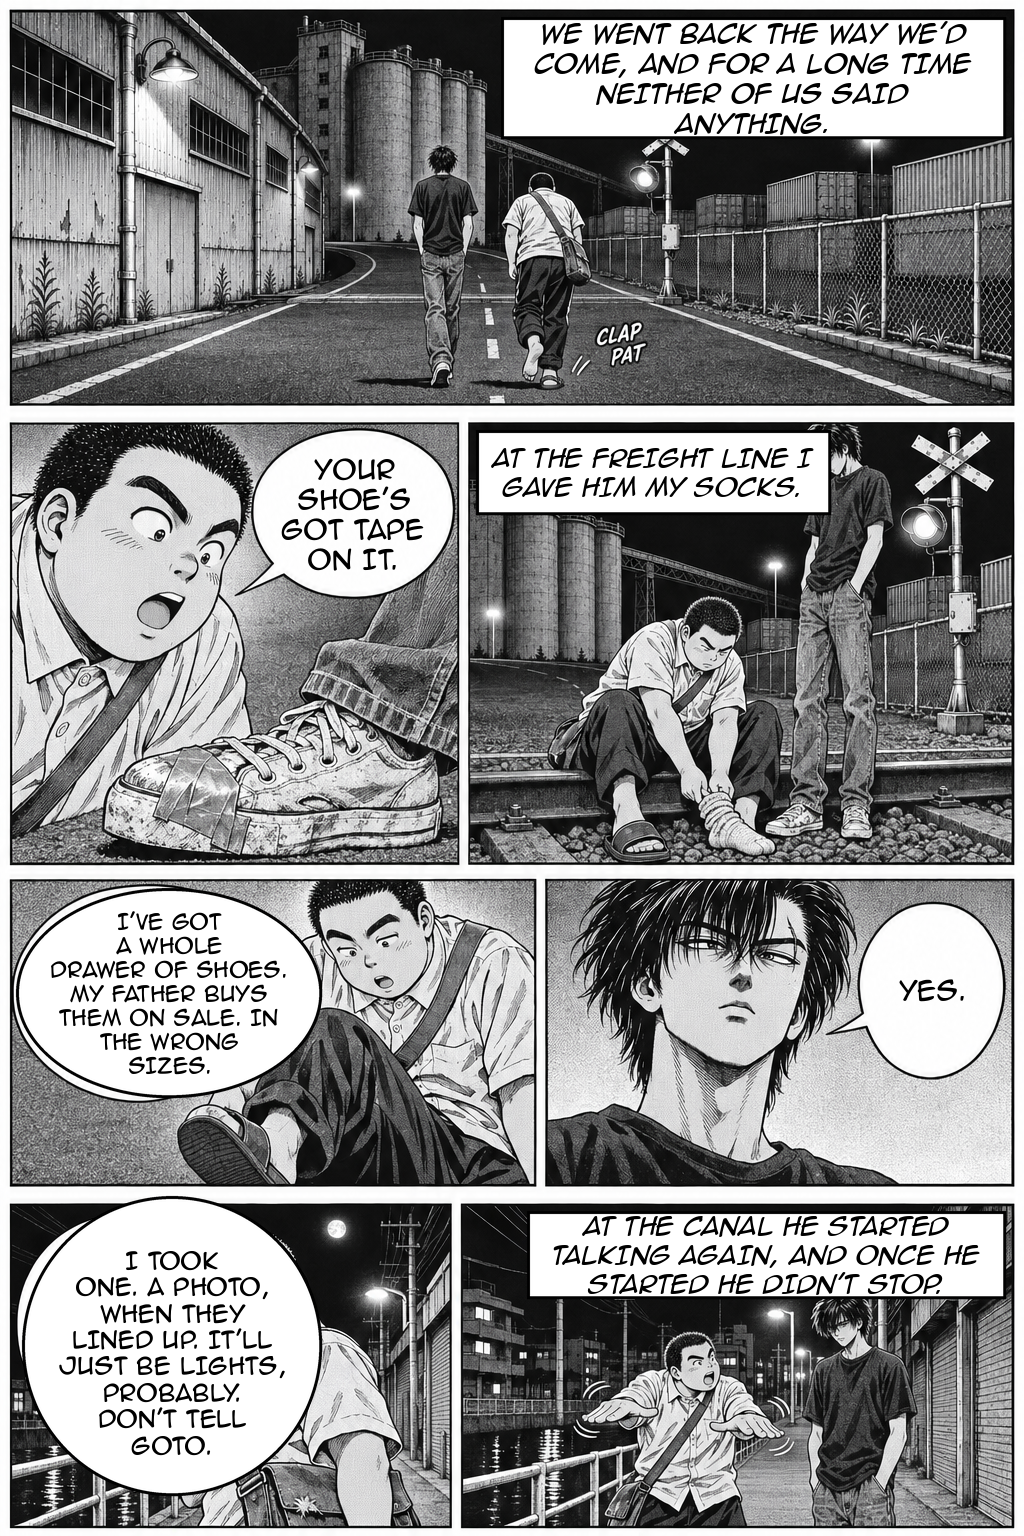 WE WENT BACK THE WAY WE'D
COME, AND FOR A LONG TIME
NEITHER OF US SAID
ANYTHING.
CLAP
PAT
YOUR
SHOE'S
GOT TAPE
ON IT.
AT THE FREIGHT LINE I
GAVE HIM MY SOCKS.
I'VE GOT
A WHOLE
DRAWER OF SHOES.
MY FATHER BUYS
THEM ON SALE. IN
THE WRONG
SIZES.
YES.
I TOOK
ONE. A PHOTO,
WHEN THEY
LINED UP. IT'LL
JUST BE LIGHTS,
PROBABLY.
DON'T TELL
GOTO.
AT THE CANAL HE STARTED
TALKING AGAIN, AND ONCE HE
STARTED HE DIDN'T STOP.